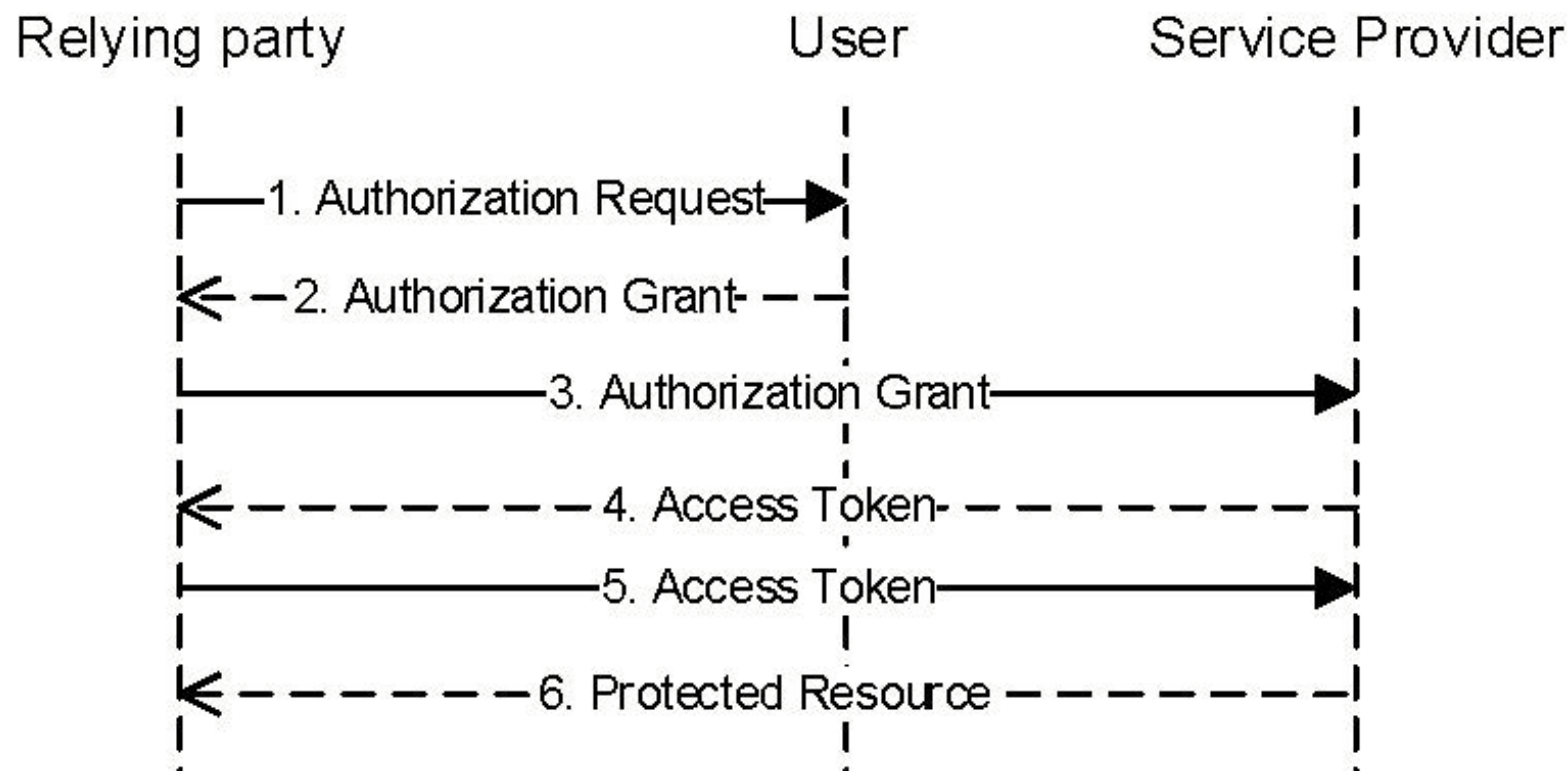 Relying party User Service Provider
1. Authorization Request
2. Authorization Grant
3. Authorization Grant
4. Access Token
5. Access Token
6. Protected Resource